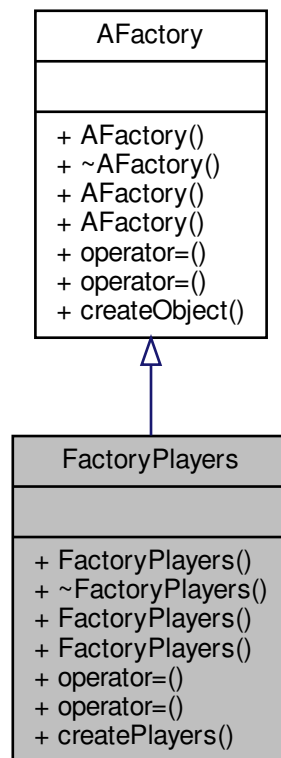 AFactory
+ AFactory()
+ ~AFactory()
+ AFactory()
+ AFactory()
+ operator=()
+ operator=()
+ createObject()
FactoryPlayers
+ FactoryPlayers()
+ ~FactoryPlayers()
+ FactoryPlayers()
+ FactoryPlayers()
+ operator=()
+ operator=()
+ createPlayers()